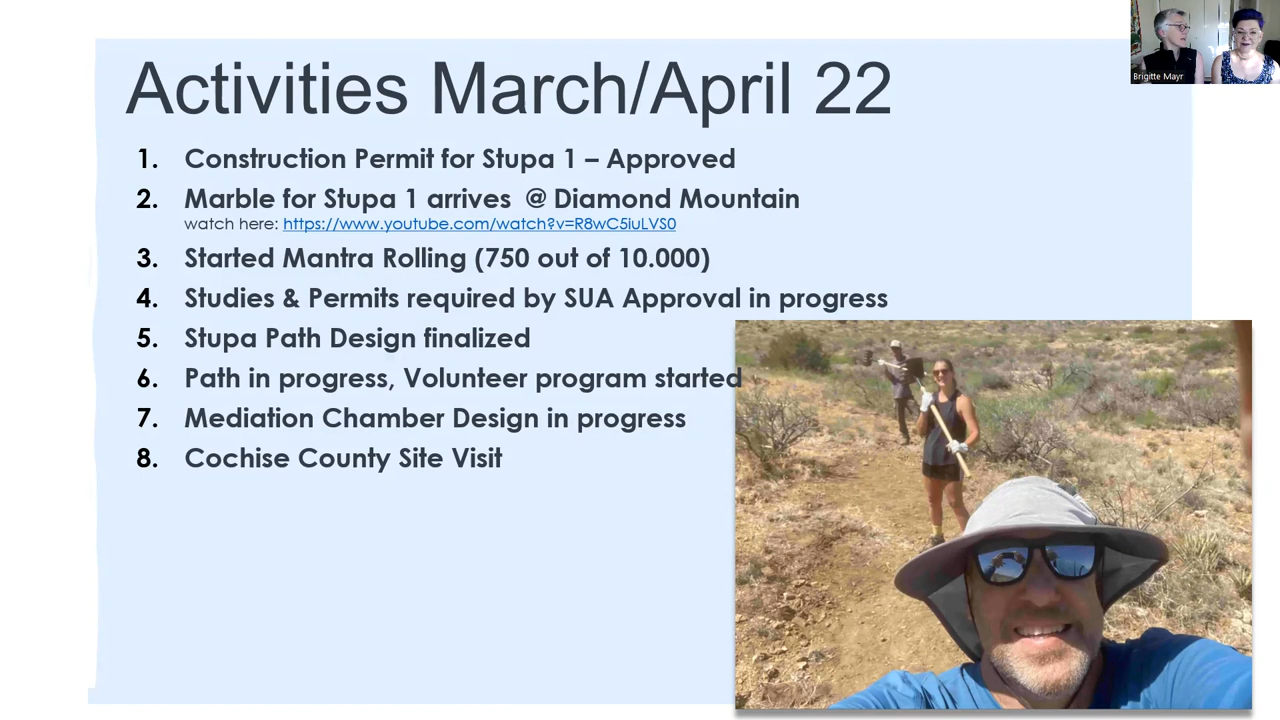 Activities March/April 22
Brigitte Mayr
1. Construction Permit for Stupa 1 – Approved
2. Marble for Stupa 1 arrives @ Diamond Mountain
watch here: https://www.youtube.com/watch?v=R8wC5iuLVS0
3. Started Mantra Rolling (750 out of 10.000)
4. Studies & Permits required by SUA Approval in progress
5. Stupa Path Design finalized
6. Path in progress, Volunteer program started
7. Mediation Chamber Design in progress
8. Cochise County Site Visit